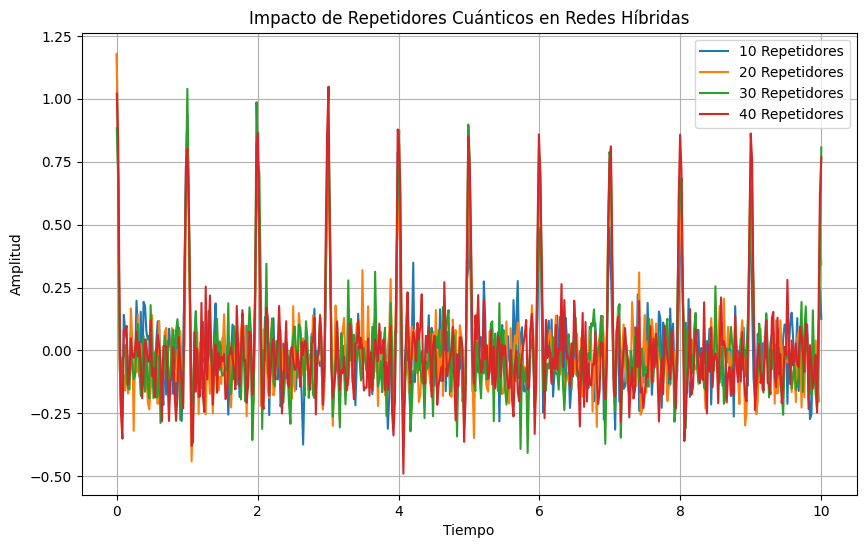 Impacto de Repetidores Cuánticos en Redes Híbridas
10 Repetidores
20 Repetidores
30 Repetidores
40 Repetidores
Amplitud
1.25
1.00
0.75
0.50
0.25
0.00
−0.25
−0.50
0 2 4 6 8 10
Tiempo